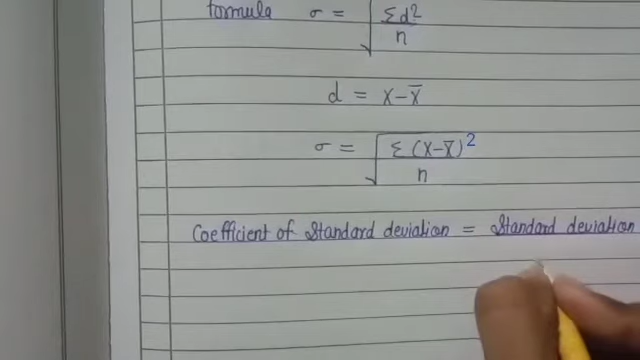 formula σ = √Σd²/n
d = x-x̄
σ = √Σ(x-x̄)²/n
Coefficient of Standard deviation = Standard deviation